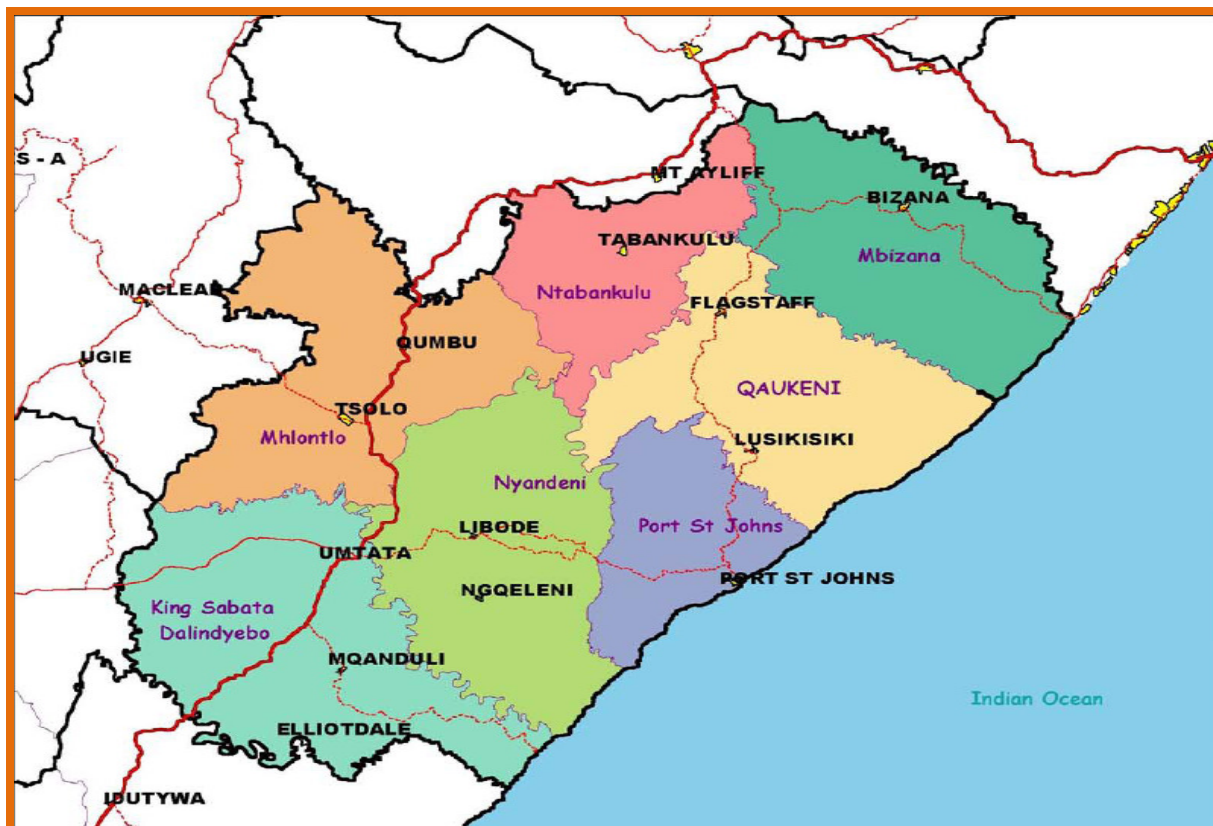 S - A
MT AYLIFF
BIZANA
TABANKULU
Mbizana
MACLEAR
Ntabankulu
FLAGSTAFF
QUMBU
UGIE
QAUKENI
TSOLO
Mhlontlo
LUSIKISIKI
Nyandeni
Port St Johns
LIBODE
UMTATA
PORT ST JOHNS
NGQELENI
King Sabata
Dalindyebo
MQANDULI
Indian Ocean
ELLIOTDALE
IDUTYWA